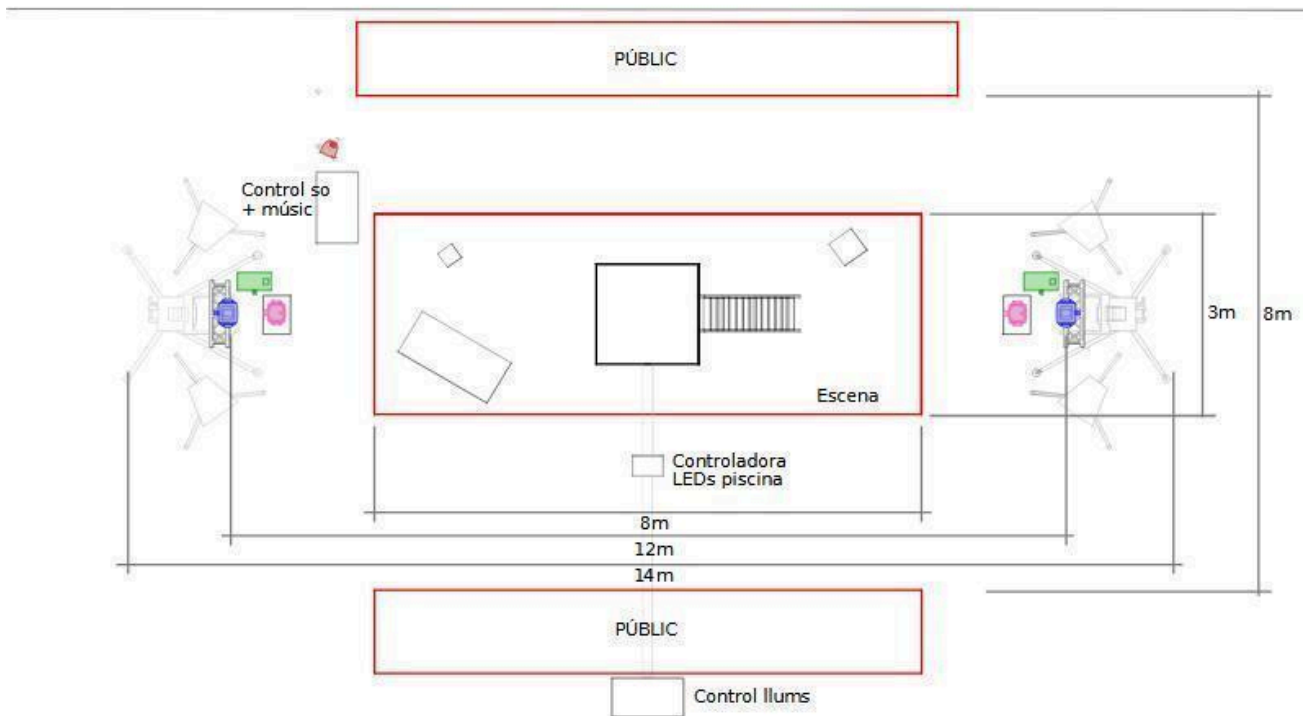 PÚBLIC
Control so
+ músic
3m
8m
Escena
Controladora
LEDs piscina
8m
12m
14m
PÚBLIC
Control llums